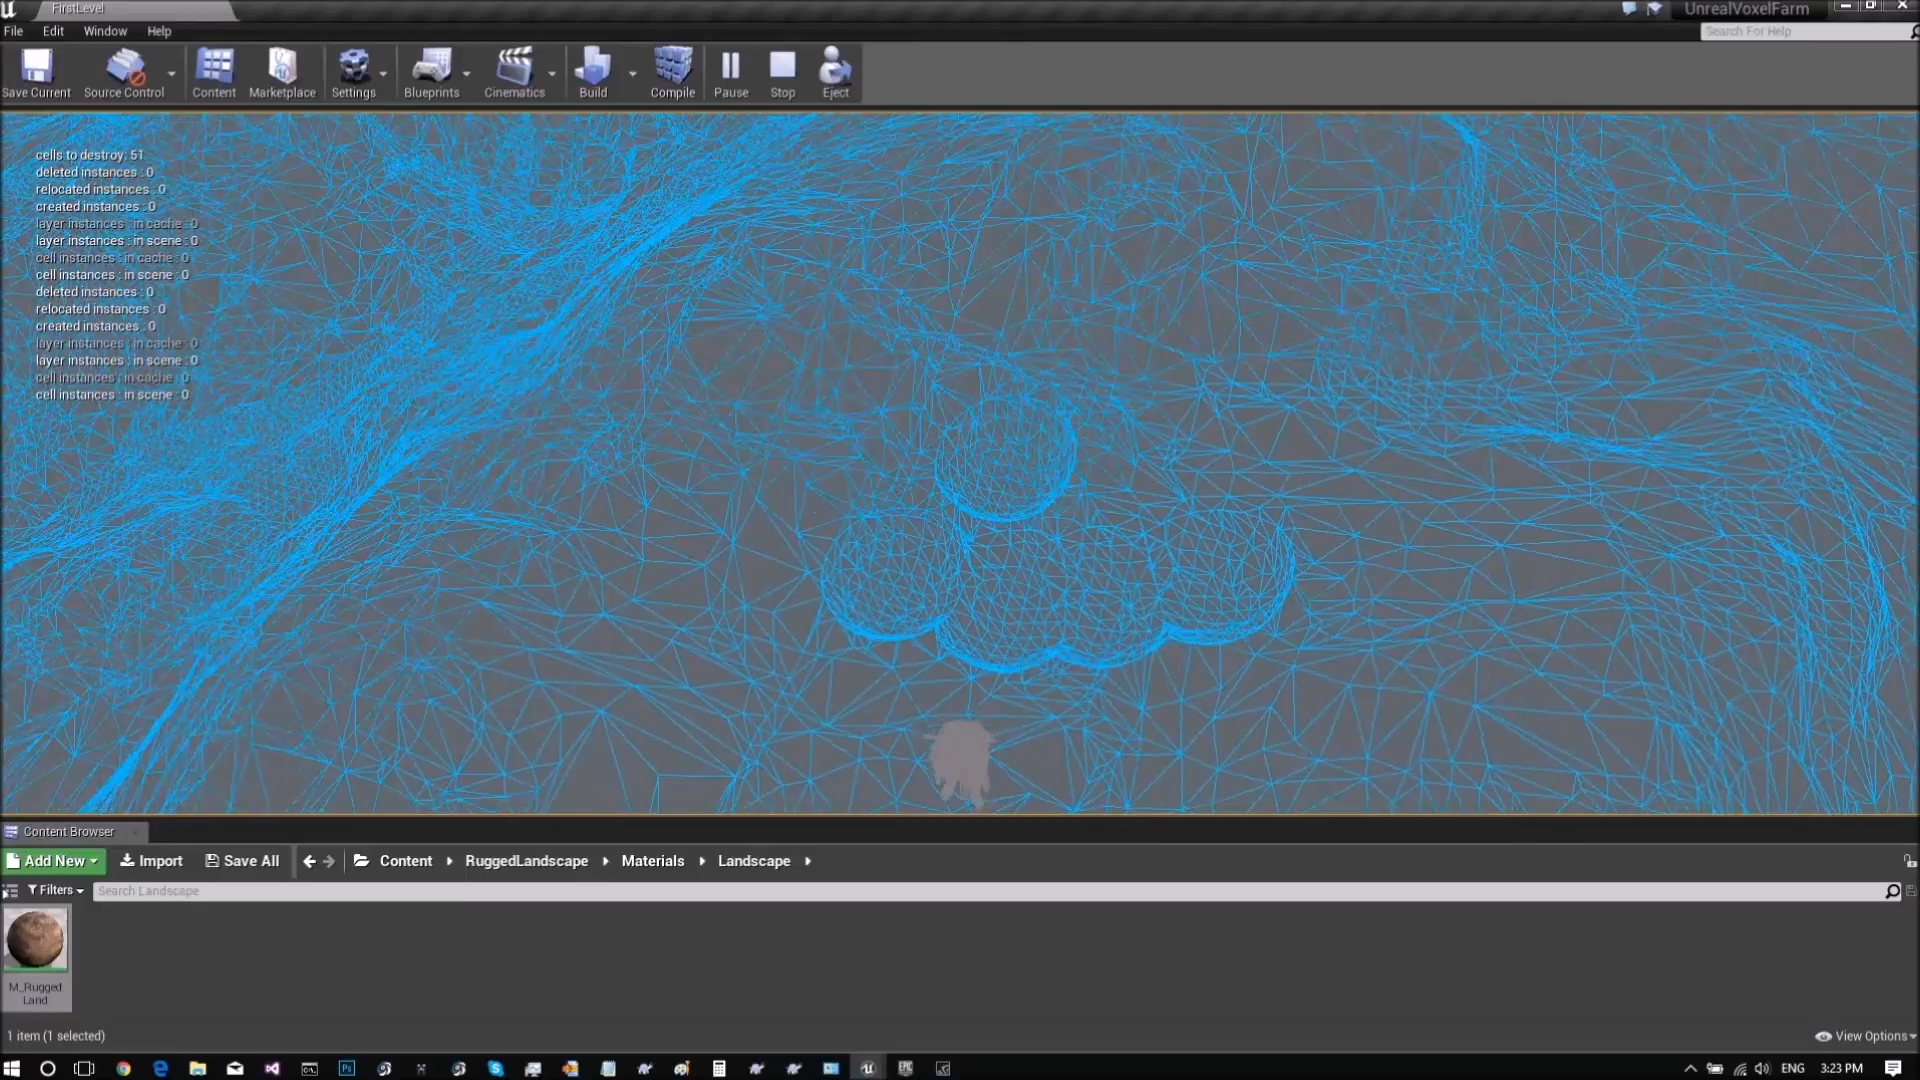 FirstLevel
UnrealVoxelFarm
File Edit Window Help
Search For Help
Save Current Source Control Content Marketplace Settings Blueprints Cinematics Build Compile Pause Stop Eject
cells to destroy: 51
deleted instances : 0
relocated instances : 0
created instances : 0
layer instances : in cache : 0
layer instances : in scene : 0
cell instances : in cache : 0
cell instances : in scene : 0
deleted instances : 0
relocated instances : 0
created instances : 0
layer instances : in cache : 0
layer instances : in scene : 0
cell instances : in cache : 0
cell instances : in scene : 0
Content Browser
Add New Import Save All Content RuggedLandscape Materials Landscape
Filters Search Landscape
M_Rugged
Land
1 item (1 selected)
View Options
Ps
ENG 3:23 PM